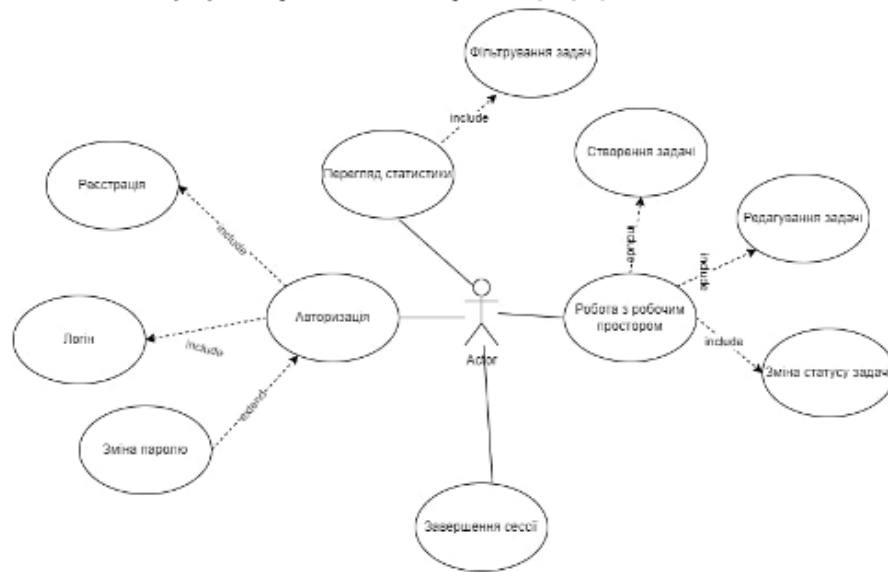 Фільтрування задач
include
Перегляд статистики
Створення задачі
Реєстрація
include
include
Редагування задачі
include
Авторизація
Actor
Робота з робочим
простором
Логін
include
include
Зміна статусу задачі
extend
Зміна паролю
Завершення сессії